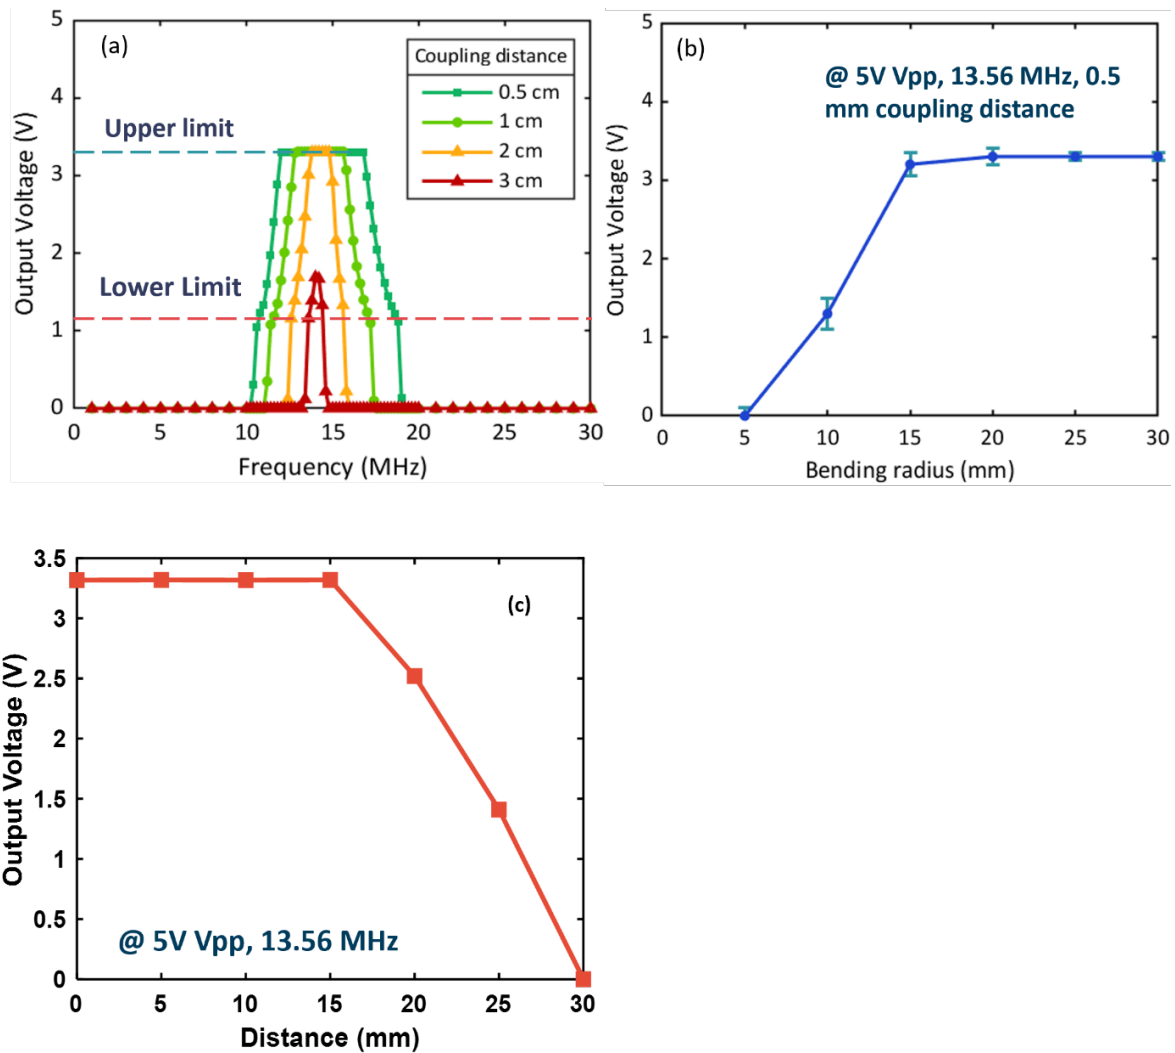 (a)
Coupling distance
0.5 cm
1 cm
2 cm
3 cm
Upper limit
Lower Limit
Output Voltage (V)
5
4
3
2
1
0
0 5 10 15 20 25 30
Frequency (MHz)
(b)
@ 5V Vpp, 13.56 MHz, 0.5
mm coupling distance
Output Voltage (V)
5
4
3
2
1
0
0 5 10 15 20 25 30
Bending radius (mm)
(c)
Output Voltage (V)
3.5
3
2.5
2
1.5
1
0.5
0
@ 5V Vpp, 13.56 MHz
0 5 10 15 20 25 30
Distance (mm)